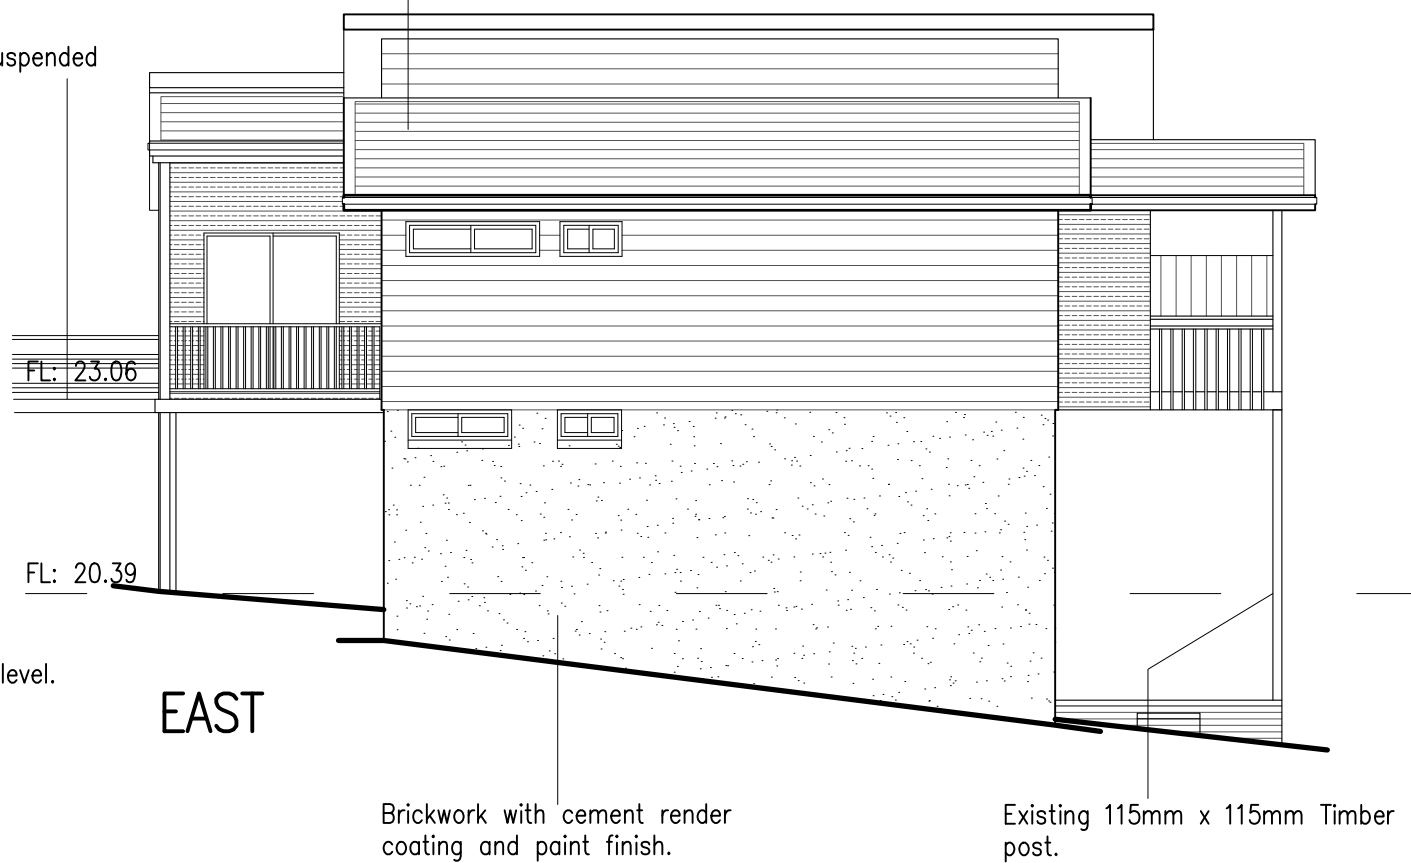 FL: 23.06
FL: 20.39
level.
EAST
Brickwork with cement render
coating and paint finish.
Existing 115mm x 115mm Timber
post.